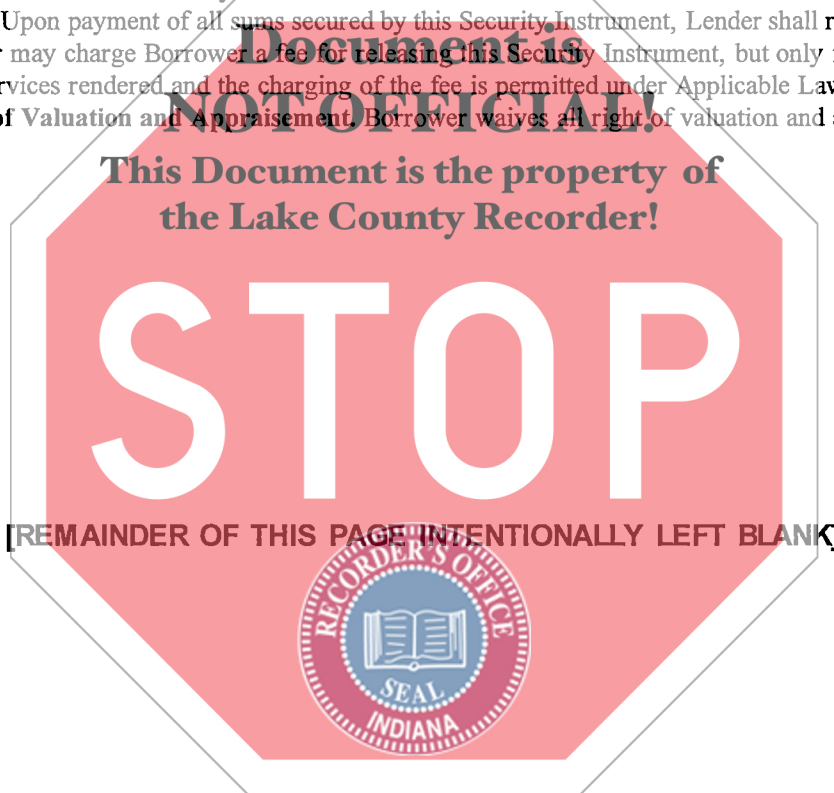 Upon payment of all sums secured by this Security Instrument, Lender shall
Document is
may charge Borrower a fee for releasing this Security Instrument, but only
rendered and the charging of the fee is permitted under Applicable Law
NOT OFFICIAL!
of Valuation and Appraisement. Borrower waives all right of valuation and
This Document is the property of
the Lake County Recorder!
STOP
[REMAINDER OF THIS PAGE INTENTIONALLY LEFT BLANK]
RECORDER'S OFFICE
SEAL
INDIANA